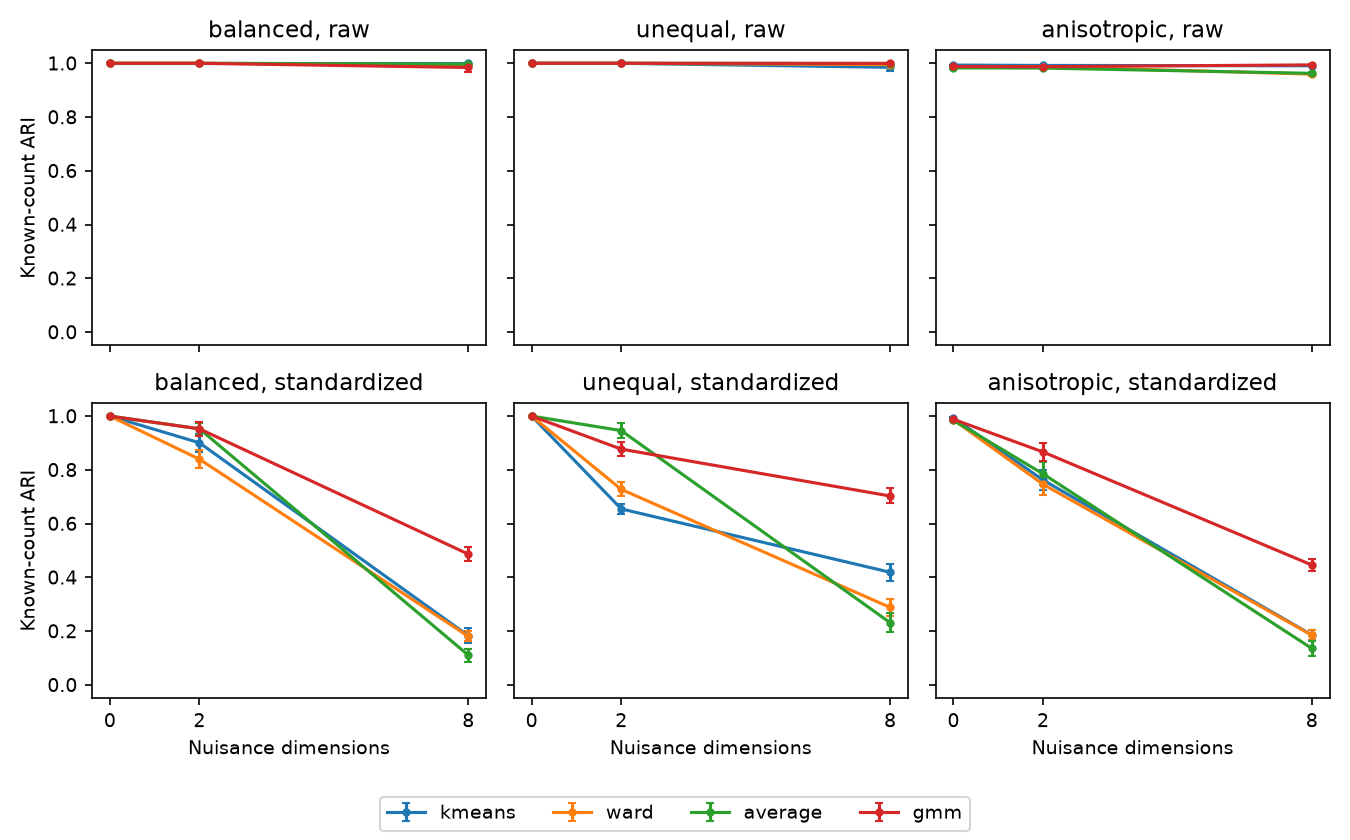 balanced, raw
unequal, raw
anisotropic, raw
Known-count ARI
1.0
0.8
0.6
0.4
0.2
0.0
balanced, standardized
unequal, standardized
anisotropic, standardized
Known-count ARI
1.0
0.8
0.6
0.4
0.2
0.0
0 2 8
0 2 8
0 2 8
Nuisance dimensions
Nuisance dimensions
Nuisance dimensions
kmeans ward average gmm